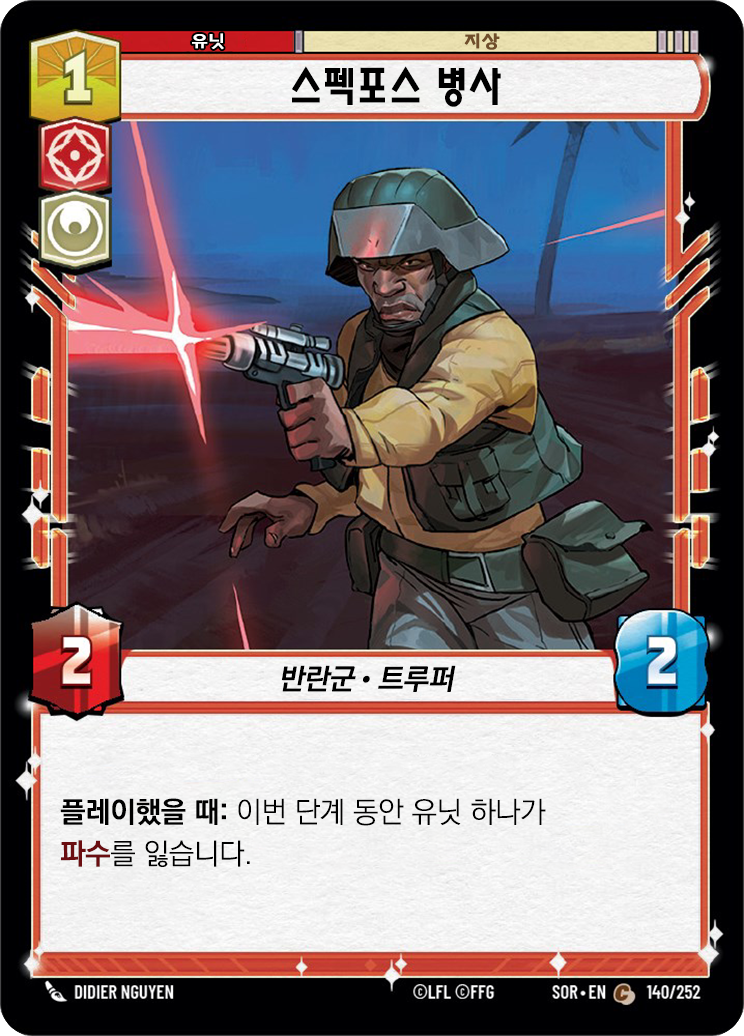 유닛
지상
1
스펙포스 병사
2
반란군 • 트루퍼
2
플레이했을 때: 이번 단계 동안 유닛 하나가
파수를 잃습니다.
DIDIER NGUYEN
©LFL ©FFG
SOR • EN C 140/252